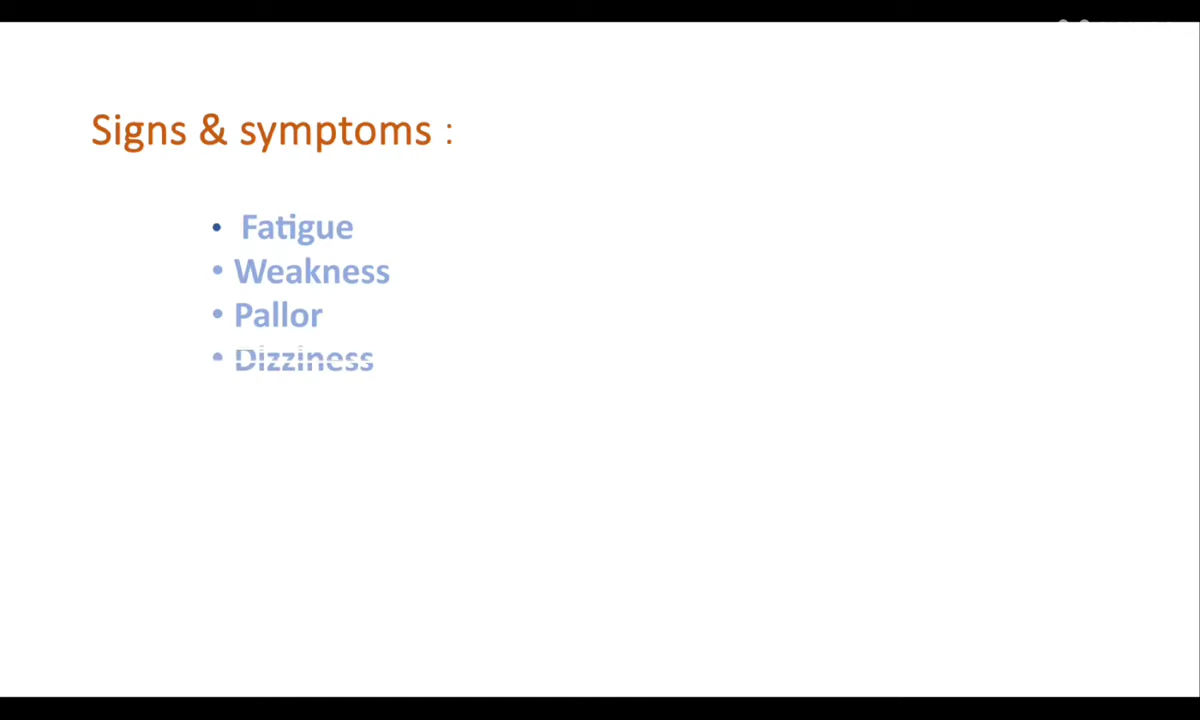 Signs & symptoms :
• Fatigue
• Weakness
• Pallor
• Dizziness